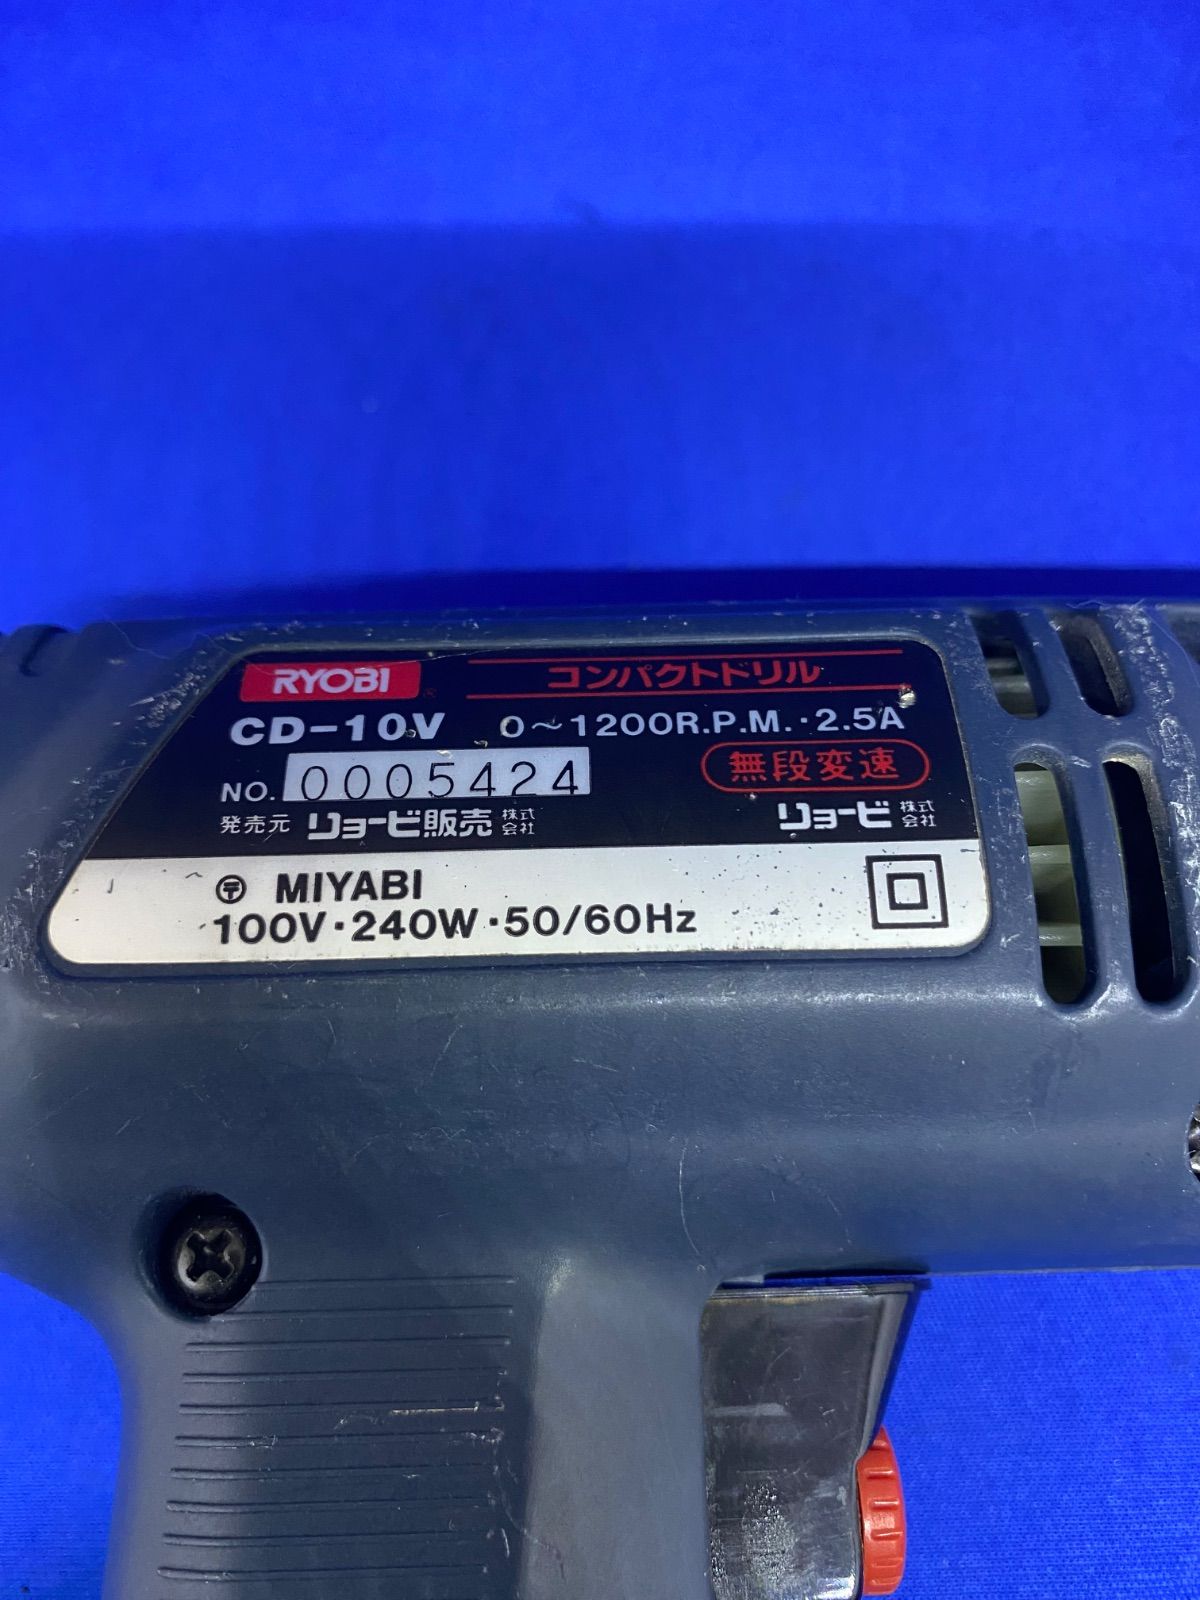 RYOBI® コンパクトドリル
CD-10V 0~1200R.P.M.·2.5A
NO. 0005424 無段変速
発売元 リョービ販売 株式会社 リョービ 株式会社
〶 MIYABI
100V·240W·50/60Hz